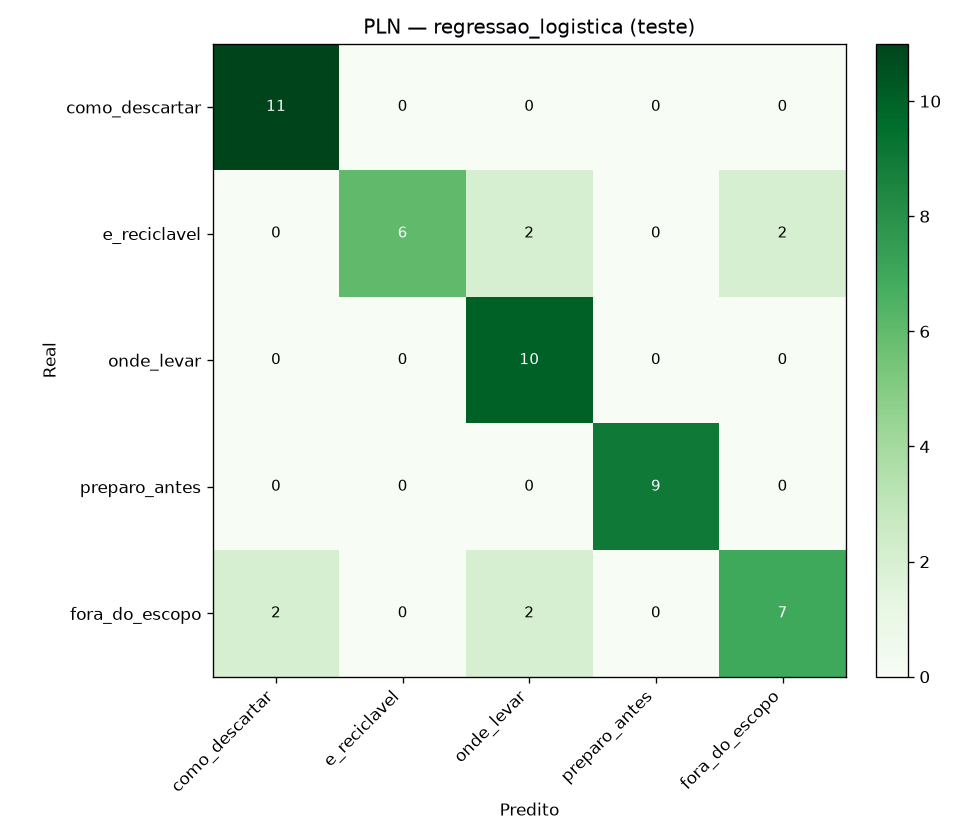 PLN — regressao_logistica (teste)
como_descartar 11 0 0 0 0
e_reciclavel 0 6 2 0 2
onde_levar 0 0 10 0 0
preparo_antes 0 0 0 9 0
fora_do_escopo 2 0 2 0 7
Real
como_descartar e_reciclavel onde_levar preparo_antes fora_do_escopo
Predito
10
8
6
4
2
0